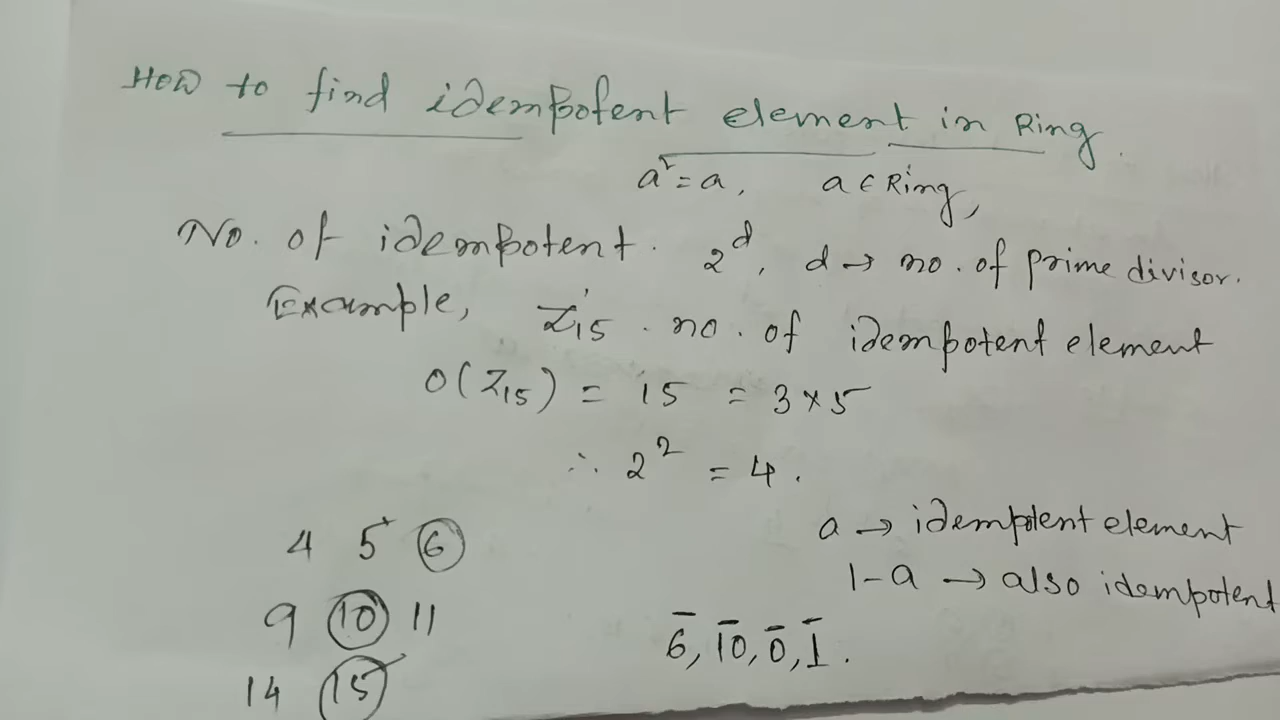 How to find idempotent element in Ring.
a² = a, a ∈ Ring,
No. of idempotent. 2^d, d → no. of prime divisor.
Example, Z₁₅. no. of idempotent element
O(Z₁₅) = 15 = 3 × 5
∴ 2² = 4.
a → idempotent element
1-a → also idempotent
4 5 6
9 10 11
14 15
6̄, 1̄0̄, 0̄, 1̄.